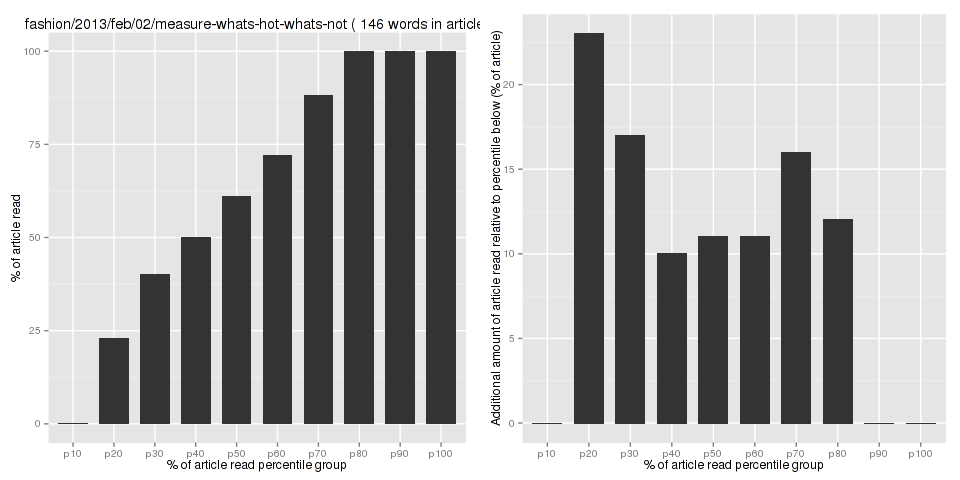 fashion/2013/feb/02/measure-whats-hot-whats-not ( 146 words in article
% of article read
100
75
50
25
0
p10 p20 p30 p40 p50 p60 p70 p80 p90 p100
% of article read percentile group
Additional amount of article read relative to percentile below (% of article)
20
15
10
5
0
p10 p20 p30 p40 p50 p60 p70 p80 p90 p100
% of article read percentile group